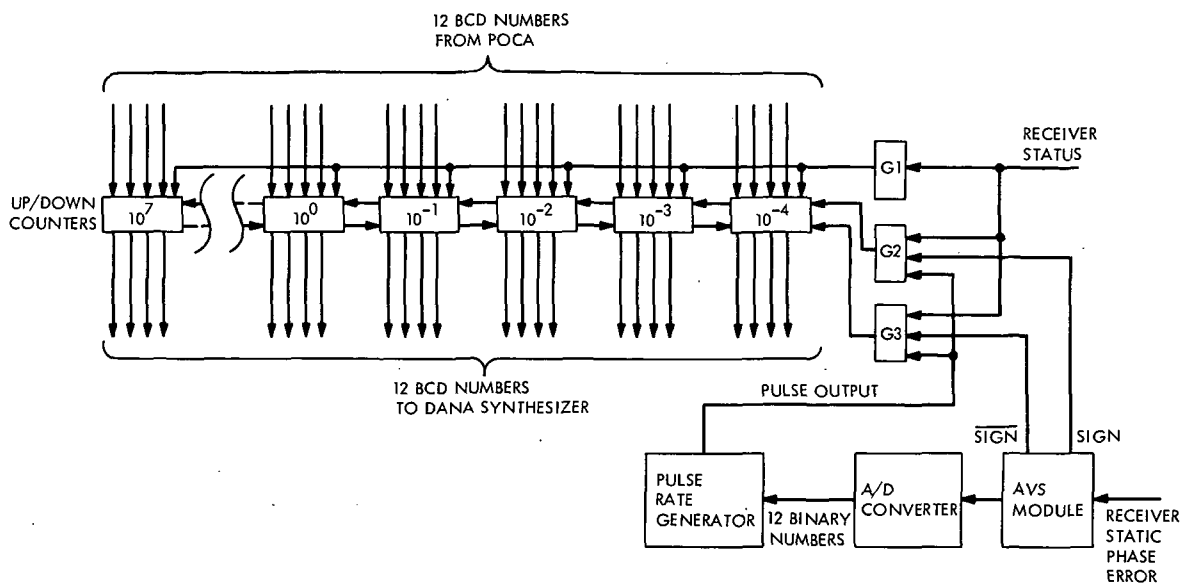 12 BCD NUMBERS
FROM POCA
RECEIVER
STATUS
G1
UP/DOWN
COUNTERS
10^7
10^0
10^-1
10^-2
10^-3
10^-4
G2
G3
12 BCD NUMBERS
TO DANA SYNTHESIZER
PULSE OUTPUT
SIGN
SIGN
PULSE
RATE
GENERATOR
12 BINARY
NUMBERS
A/D
CONVERTER
AVS
MODULE
RECEIVER
STATIC
PHASE
ERROR